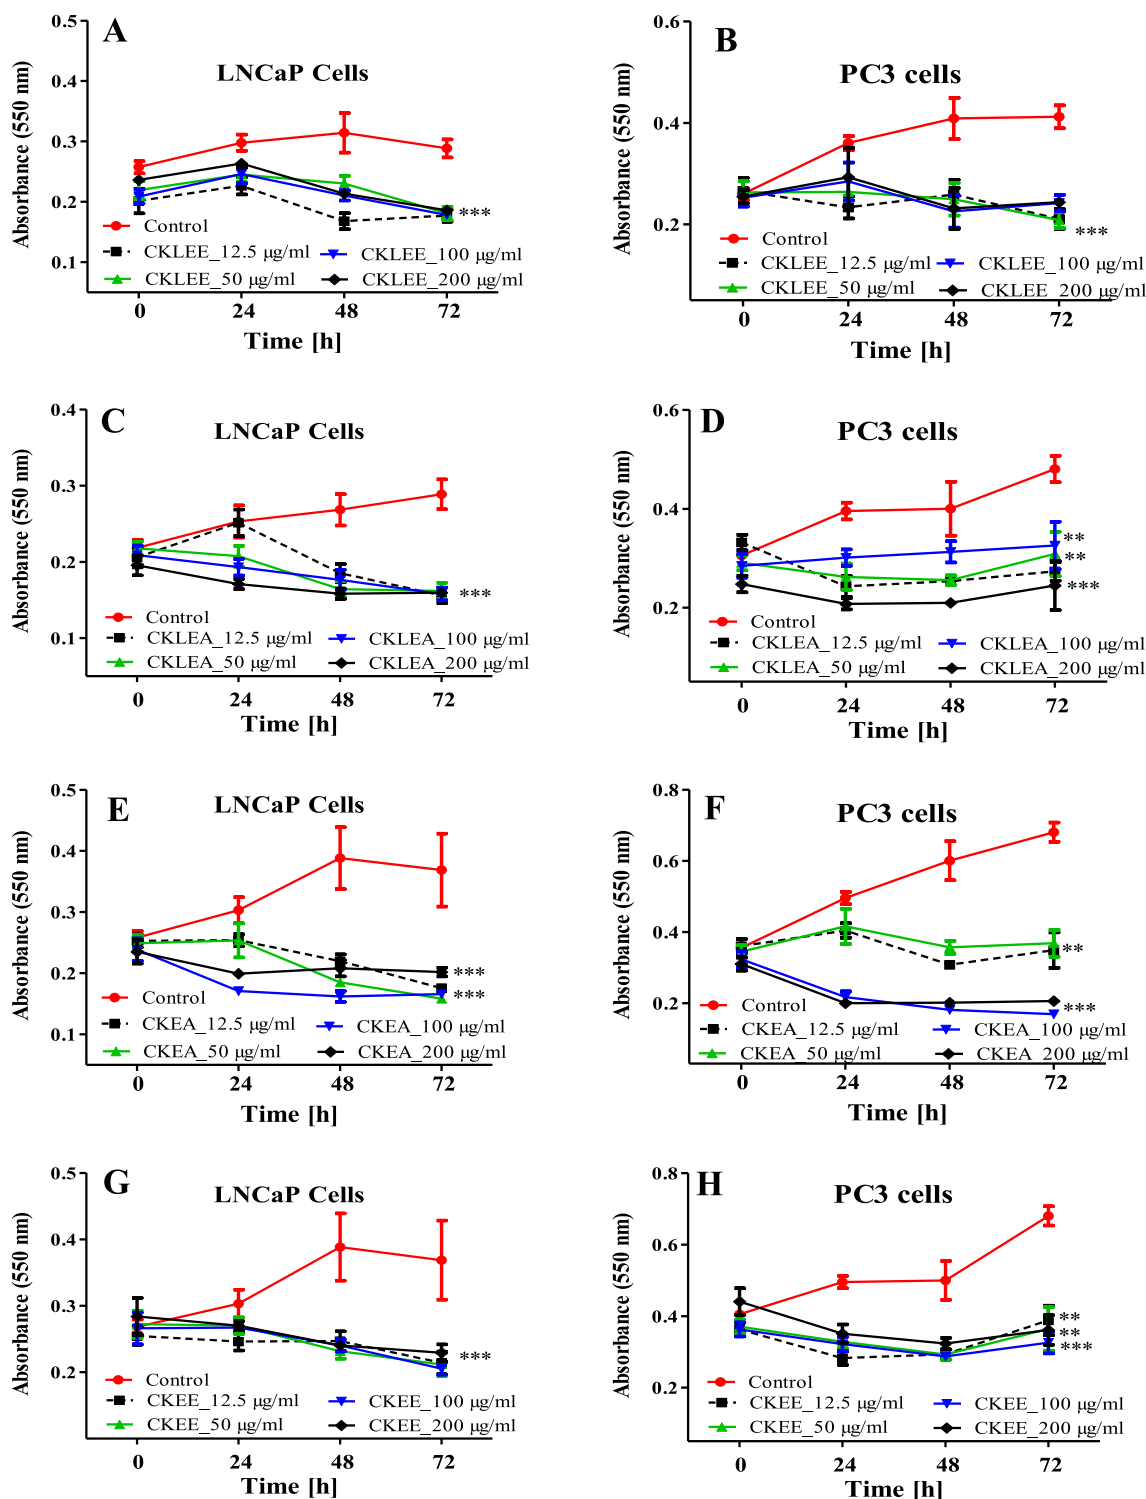 A
LNCaP Cells
Absorbance (550 nm)
0.5
0.4
0.3
0.2
0.1
***
Control
CKLEE_12.5 µg/ml
CKLEE_100 µg/ml
CKLEE_50 µg/ml
CKLEE_200 µg/ml
0 24 48 72
Time [h]
B
PC3 cells
Absorbance (550 nm)
0.6
0.4
0.2
***
Control
CKLEE_12.5 µg/ml
CKLEE_100 µg/ml
CKLEE_50 µg/ml
CKLEE_200 µg/ml
0 24 48 72
Time [h]
C
LNCaP Cells
Absorbance (550 nm)
0.4
0.3
0.2
0.1
***
Control
CKLEA_12.5 µg/ml
CKLEA_100 µg/ml
CKLEA_50 µg/ml
CKLEA_200 µg/ml
0 24 48 72
Time [h]
D
PC3 cells
Absorbance (550 nm)
0.6
0.4
0.2
**
**
***
Control
CKLEA_12.5 µg/ml
CKLEA_100 µg/ml
CKLEA_50 µg/ml
CKLEA_200 µg/ml
0 24 48 72
Time [h]
E
LNCaP Cells
Absorbance (550 nm)
0.5
0.4
0.3
0.2
0.1
***
***
Control
CKEA_12.5 µg/ml
CKEA_100 µg/ml
CKEA_50 µg/ml
CKEA_200 µg/ml
0 24 48 72
Time [h]
F
PC3 cells
Absorbance (550 nm)
0.8
0.6
0.4
0.2
**
***
Control
CKEA_12.5 µg/ml
CKEA_100 µg/ml
CKEA_50 µg/ml
CKEA_200 µg/ml
0 24 48 72
Time [h]
G
LNCaP Cells
Absorbance (550 nm)
0.5
0.4
0.3
0.2
***
Control
CKEE_12.5 µg/ml
CKEE_100 µg/ml
CKEE_50 µg/ml
CKEE_200 µg/ml
0 24 48 72
Time [h]
H
PC3 cells
Absorbance (550 nm)
0.8
0.6
0.4
0.2
**
**
***
Control
CKEE_12.5 µg/ml
CKEE_100 µg/ml
CKEE_50 µg/ml
CKEE_200 µg/ml
0 24 48 72
Time [h]